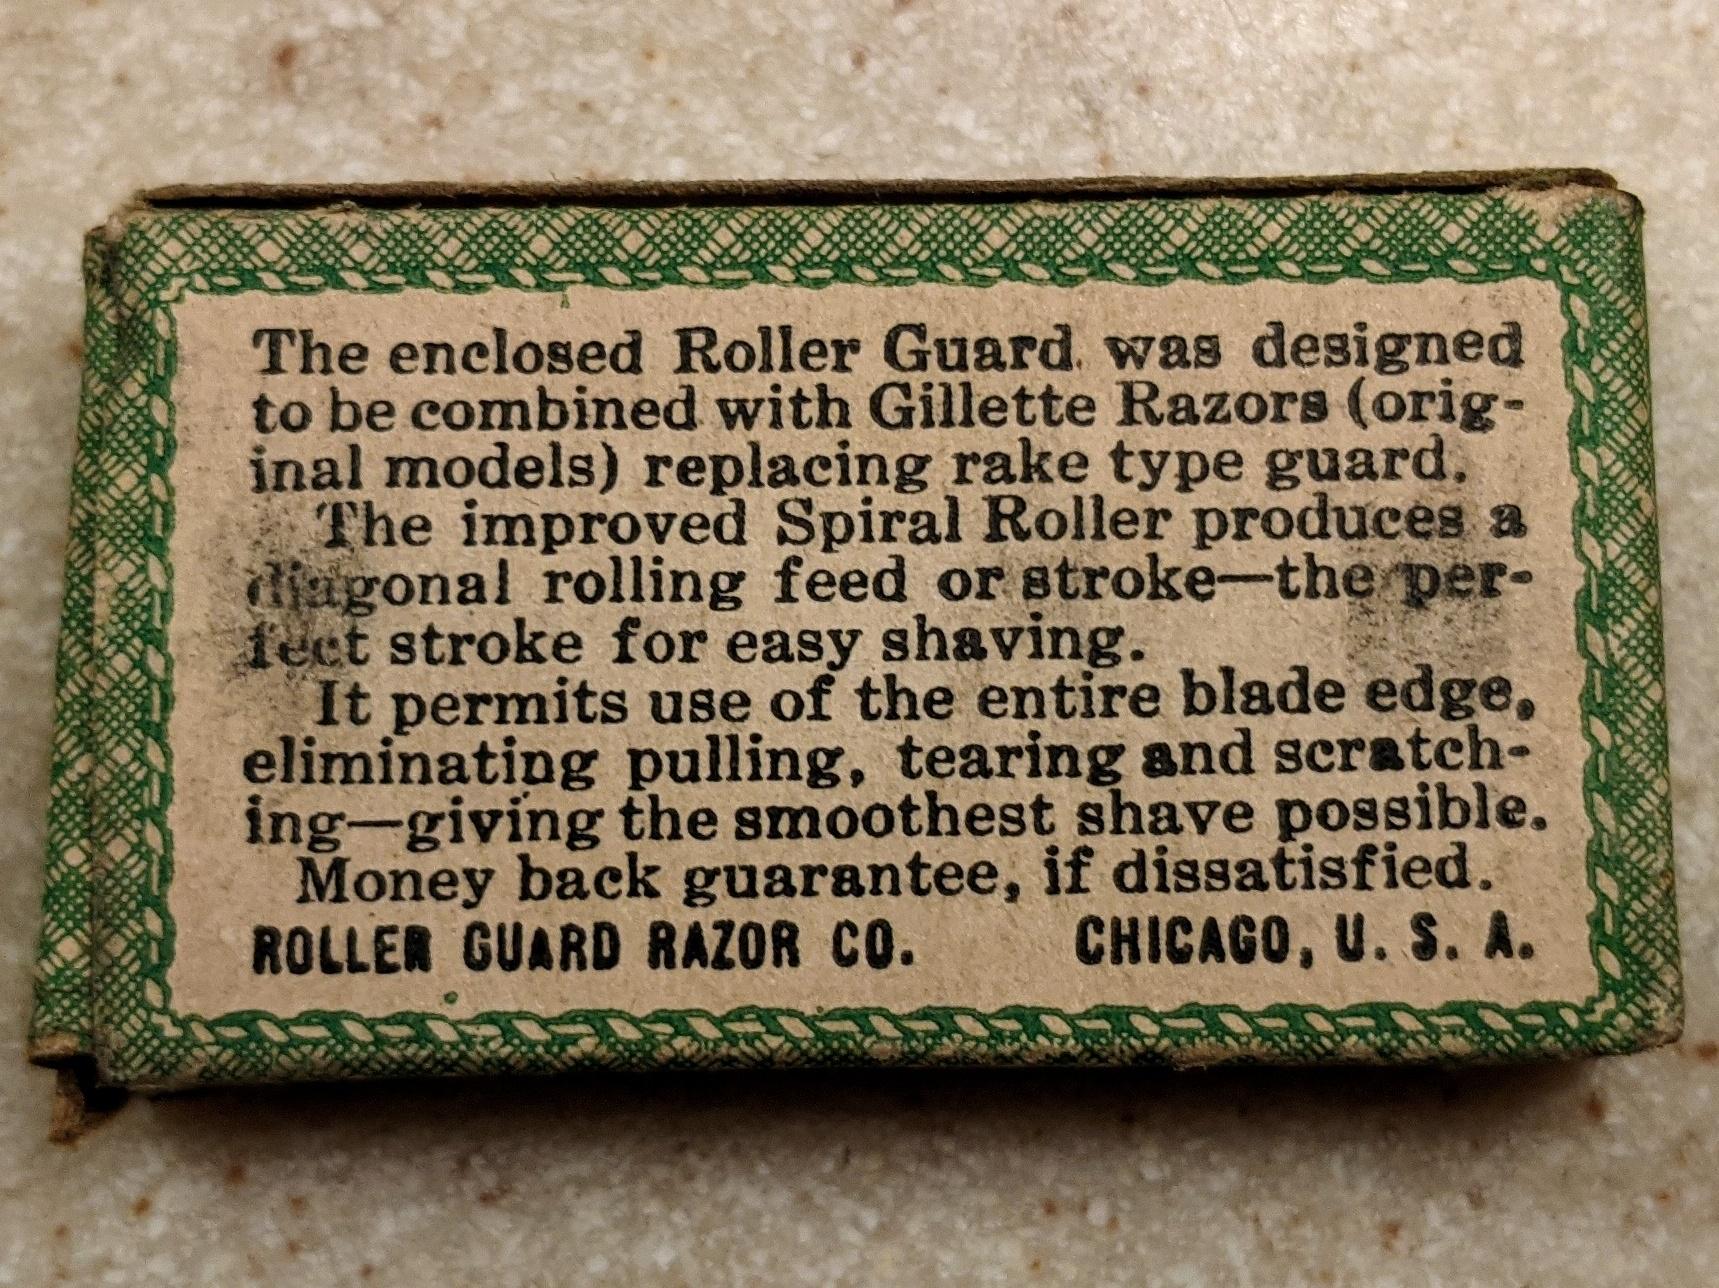 The enclosed Roller Guard was designed
to be combined with Gillette Razors (orig-
inal models) replacing rake type guard.
The improved Spiral Roller produces a
diagonal rolling feed or stroke—the per-
fect stroke for easy shaving.
It permits use of the entire blade edge,
eliminating pulling, tearing and scratch-
ing—giving the smoothest shave possible.
Money back guarantee, if dissatisfied.
ROLLER GUARD RAZOR CO. CHICAGO, U. S. A.